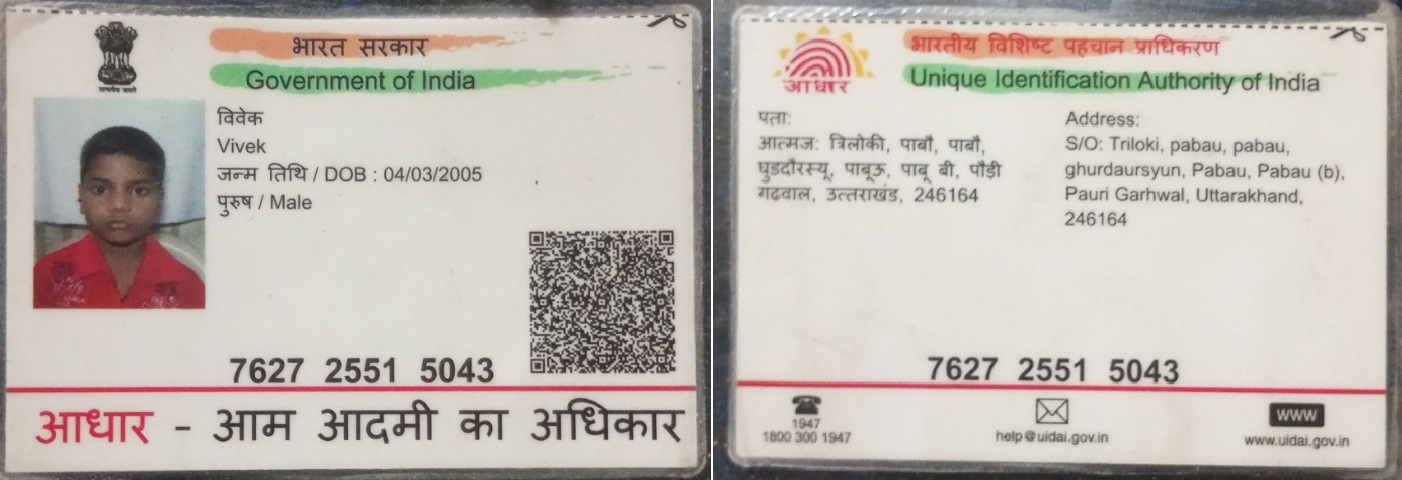 भारत सरकार
Government of India
विवेक
Vivek
जन्म तिथि / DOB : 04/03/2005
पुरुष / Male
7627 2551 5043
आधार - आम आदमी का अधिकार
आधार
भारतीय विशिष्ट पहचान प्राधिकरण
Unique Identification Authority of India
पता:
आत्मज: त्रिलोकी, पाबौ, पाबौ,
घुडदौरस्यू, पाबूऊ, पाबू बी, पौड़ी
गढ़वाल, उत्तराखंड, 246164
Address:
S/O: Triloki, pabau, pabau,
ghurdaursyun, Pabau, Pabau (b),
Pauri Garhwal, Uttarakhand,
246164
7627 2551 5043
1947
1800 300 1947
help@uidai.gov.in
www
www.uidai.gov.in